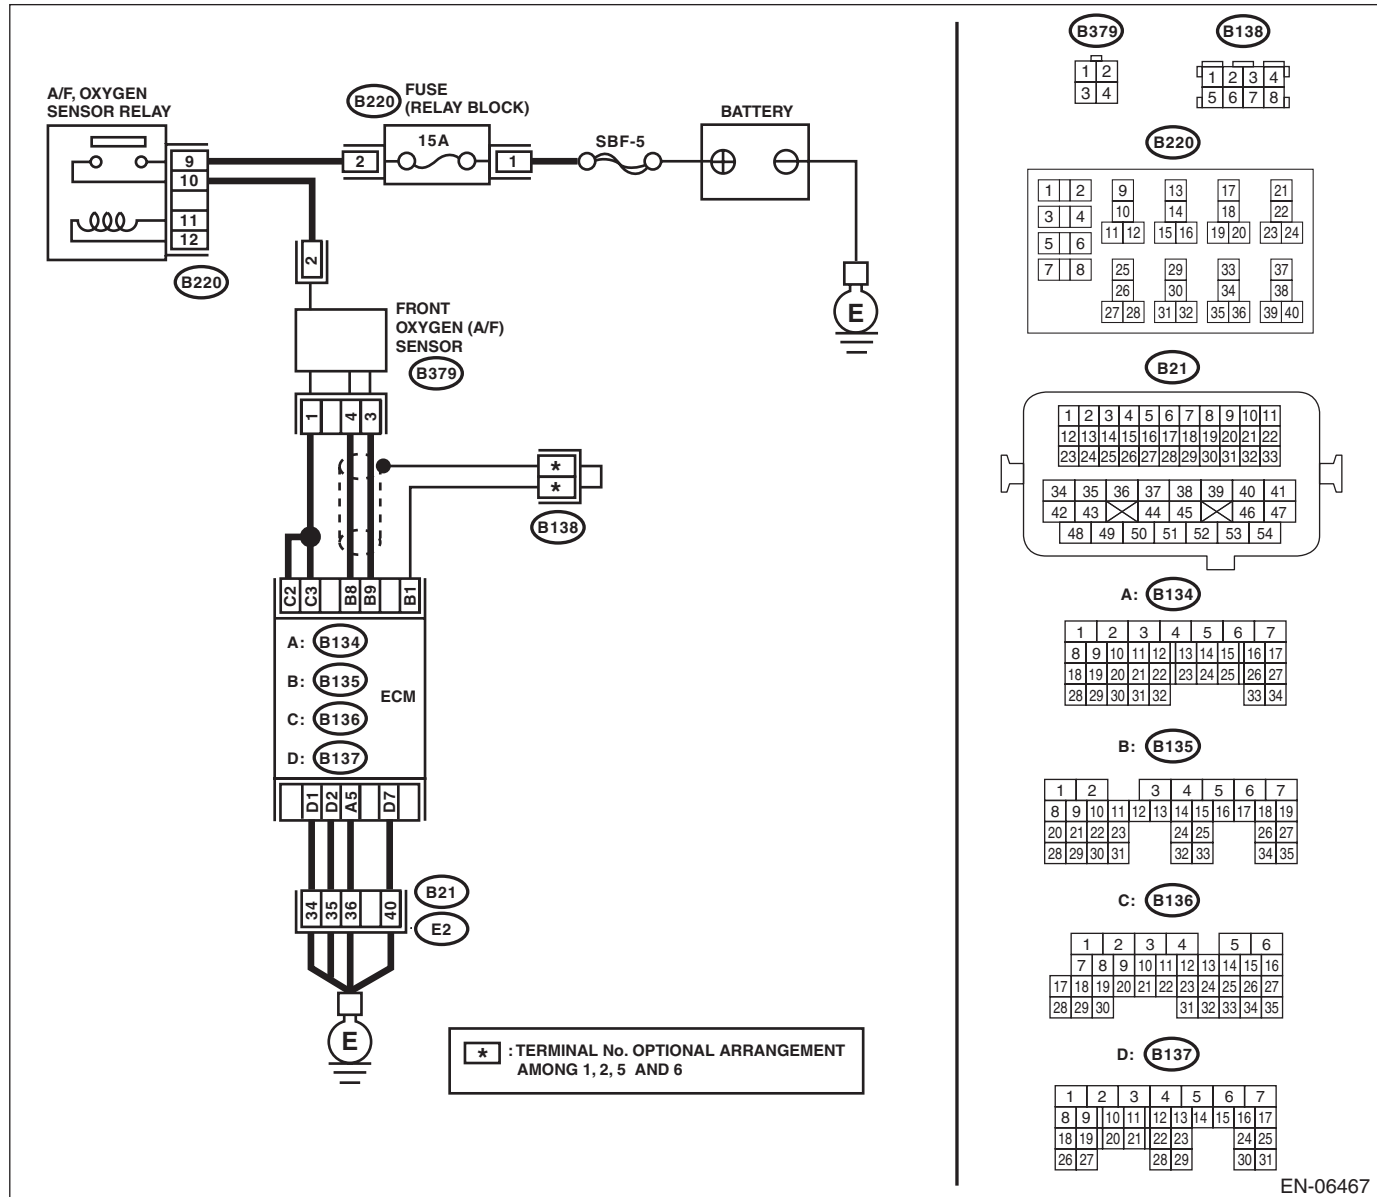 A/F, OXYGEN
SENSOR RELAY
9
10
11
12
B220
2
B220
FUSE
(RELAY BLOCK)
15A
2
1
SBF-5
BATTERY
E
FRONT
OXYGEN (A/F)
SENSOR
B379
1 4 3
*
*
B138
C2 C3 B8 B9 B1
A: B134
B: B135
C: B136
D: B137
ECM
D1 D2 A5 D7
34 35 36 40
B21
E2
E
* : TERMINAL No. OPTIONAL ARRANGEMENT
AMONG 1, 2, 5 AND 6
B379
1 2
3 4
B138
1 2 3 4
5 6 7 8
B220
1 2 9 13 17 21
3 4 10 14 18 22
5 6 11 12 15 16 19 20 23 24
7 8 25 29 33 37
26 30 34 38
27 28 31 32 35 36 39 40
B21
1 2 3 4 5 6 7 8 9 10 11
12 13 14 15 16 17 18 19 20 21 22
23 24 25 26 27 28 29 30 31 32 33
34 35 36 37 38 39 40 41
42 43 44 45 46 47
48 49 50 51 52 53 54
A: B134
1 2 3 4 5 6 7
8 9 10 11 12 13 14 15 16 17
18 19 20 21 22 23 24 25 26 27
28 29 30 31 32 33 34
B: B135
1 2 3 4 5 6 7
8 9 10 11 12 13 14 15 16 17 18 19
20 21 22 23 24 25 26 27
28 29 30 31 32 33 34 35
C: B136
1 2 3 4 5 6
7 8 9 10 11 12 13 14 15 16
17 18 19 20 21 22 23 24 25 26 27
28 29 30 31 32 33 34 35
D: B137
1 2 3 4 5 6 7
8 9 10 11 12 13 14 15 16 17
18 19 20 21 22 23 24 25
26 27 28 29 30 31
EN-06467